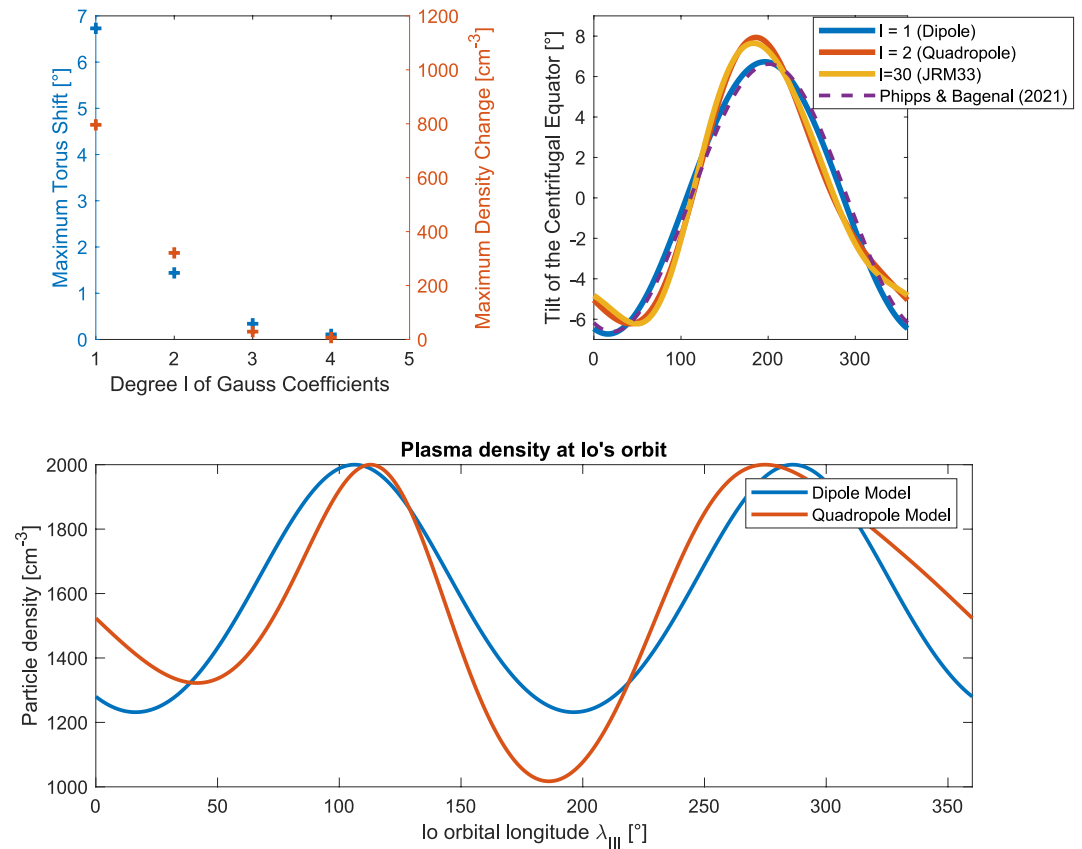 7
6
5
4
3
2
1
0
Maximum Torus Shift [°]
1200
1000
800
600
400
200
0
Maximum Density Change [cm-3]
1 2 3 4 5
Degree l of Gauss Coefficients
8
6
4
2
0
-2
-4
-6
Tilt of the Centrifugal Equator [°]
0 100 200 300
l = 1 (Dipole)
l = 2 (Quadropole)
l=30 (JRM33)
Phipps & Bagenal (2021)
Plasma density at Io's orbit
2000
1800
1600
1400
1200
1000
Particle density [cm-3]
Dipole Model
Quadropole Model
0 50 100 150 200 250 300 350
Io orbital longitude λIII [°]